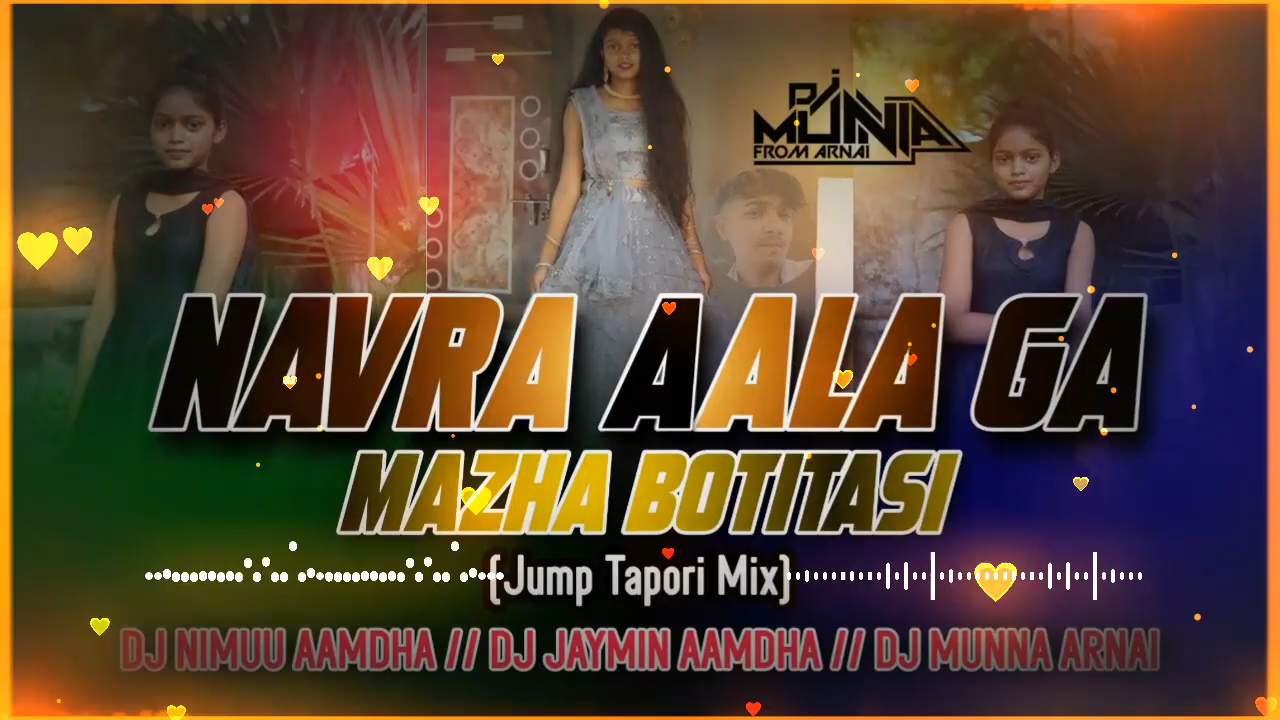 DJ
MUNNA
FROM ARNAI
NAVRA AALA GA
MAZHA BOTITASI
(Jump Tapori Mix)
DJ NIMUU AAMDHA // DJ JAYMIN AAMDHA // DJ MUNNA ARNAI